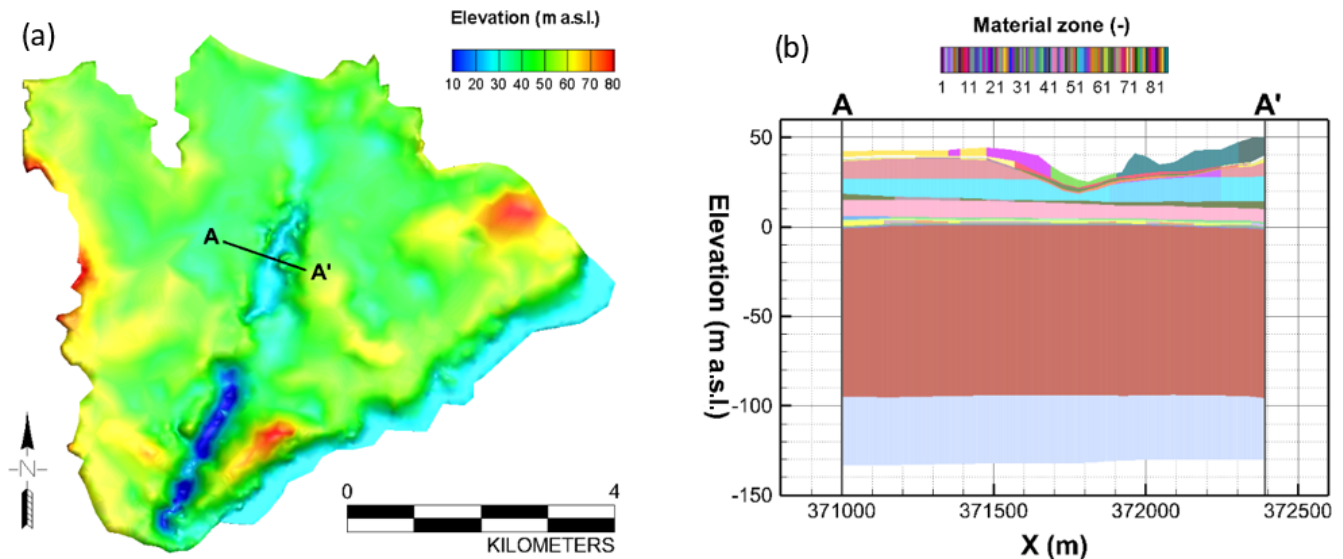 (a)
Elevation (m a.s.l.)
10 20 30 40 50 60 70 80
A
A'
N
0 4
KILOMETERS
(b)
Material zone (-)
1 11 21 31 41 51 61 71 81
A A'
Elevation (m a.s.l.)
50
0
-50
-100
-150
371000 371500 372000 372500
X (m)